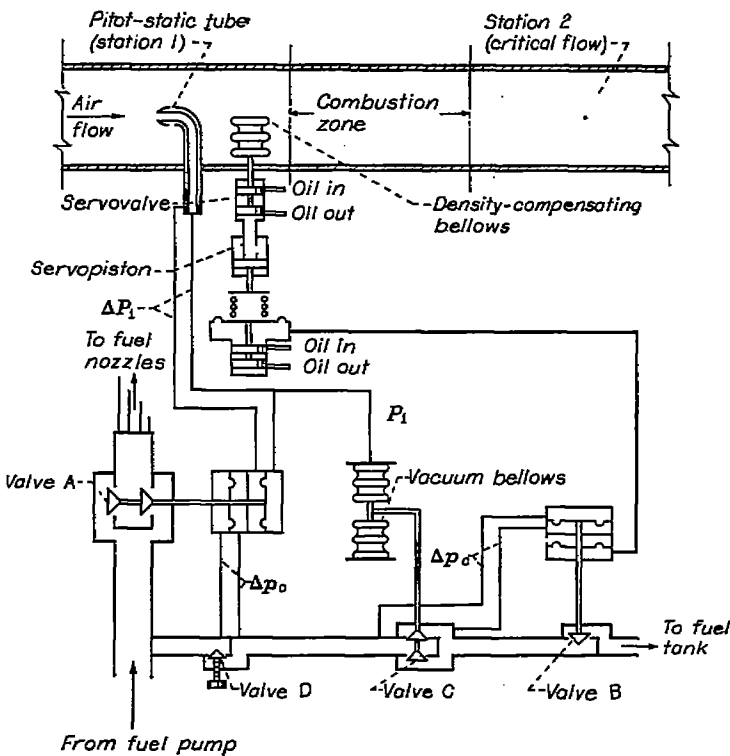 Pitot-static tube
(station 1)
Station 2
(critical flow)
Air
flow
Combustion
zone
Oil in
Servovalve
Oil out
Density-compensating
bellows
Servopiston
ΔP₁
To fuel
nozzles
Oil in
Oil out
P₁
Valve A
Vacuum bellows
Δp₀
Δp₀
To fuel
tank
Valve D
Valve C
Valve B
From fuel pump